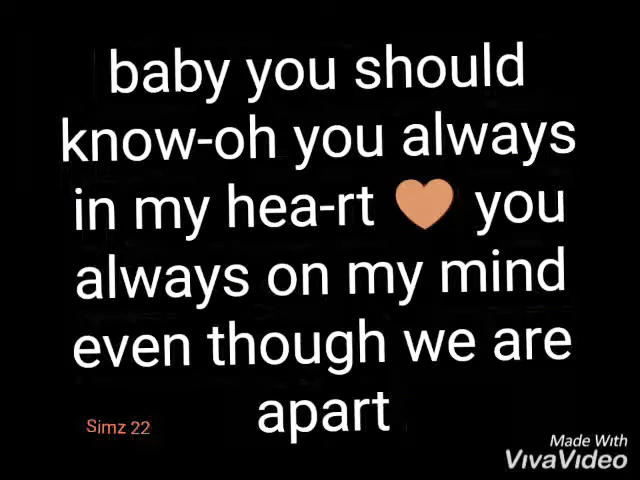 baby you should
know-oh you always
in my hea-rt 🧡 you
always on my mind
even though we are
apart
Simz 22
Made With
VivaVideo